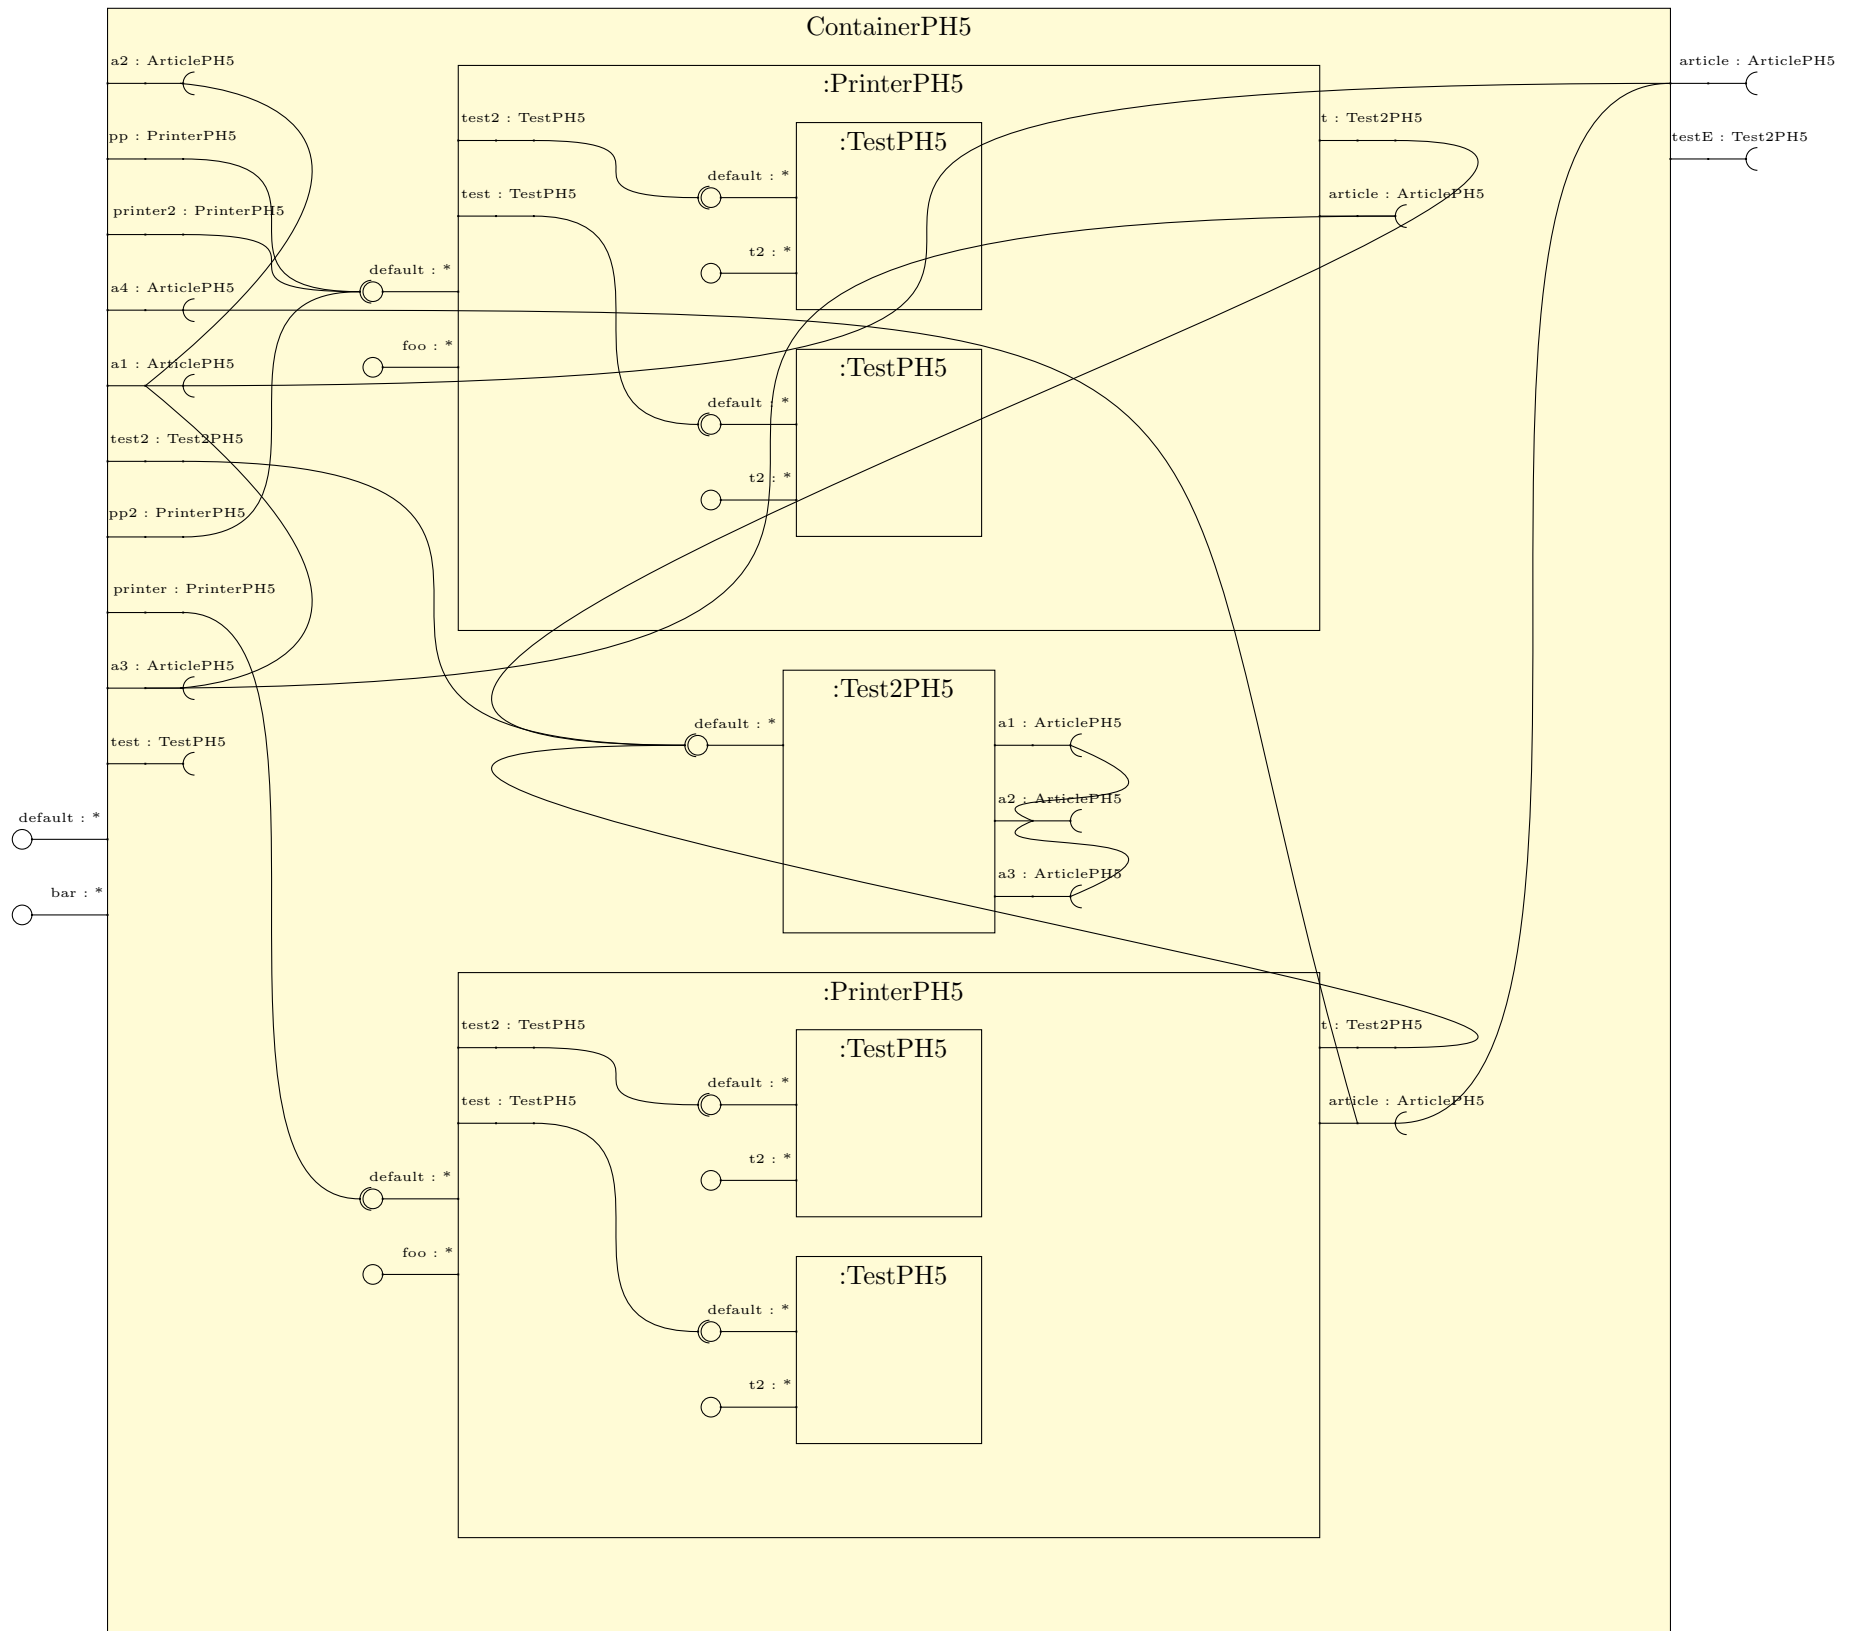 ContainerPH5
a2 : ArticlePH5
article : ArticlePH5
:PrinterPH5
test2 : TestPH5
t : Test2PH5
pp : PrinterPH5
:TestPH5
testE : Test2PH5
default : *
test : TestPH5
article : ArticlePH5
printer2 : PrinterPH5
t2 : *
default : *
a4 : ArticlePH5
foo : *
a1 : ArticlePH5
:TestPH5
default : *
test2 : Test2PH5
t2 : *
pp2 : PrinterPH5
printer : PrinterPH5
a3 : ArticlePH5
:Test2PH5
default : *
a1 : ArticlePH5
test : TestPH5
a2 : ArticlePH5
default : *
a3 : ArticlePH5
bar : *
:PrinterPH5
test2 : TestPH5
t : Test2PH5
:TestPH5
default : *
test : TestPH5
article : ArticlePH5
t2 : *
default : *
foo : *
:TestPH5
default : *
t2 : *